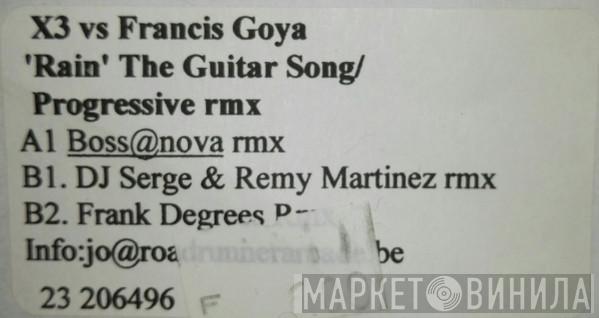 X3 vs Francis Goya
'Rain' The Guitar Song/
Progressive rmx
A1 Boss@nova rmx
B1. DJ Serge & Remy Martinez rmx
B2. Frank Degrees
Info:jo@roadrunnerarcade.be
23 206496 F
МАРКЕТ ВИНИЛА